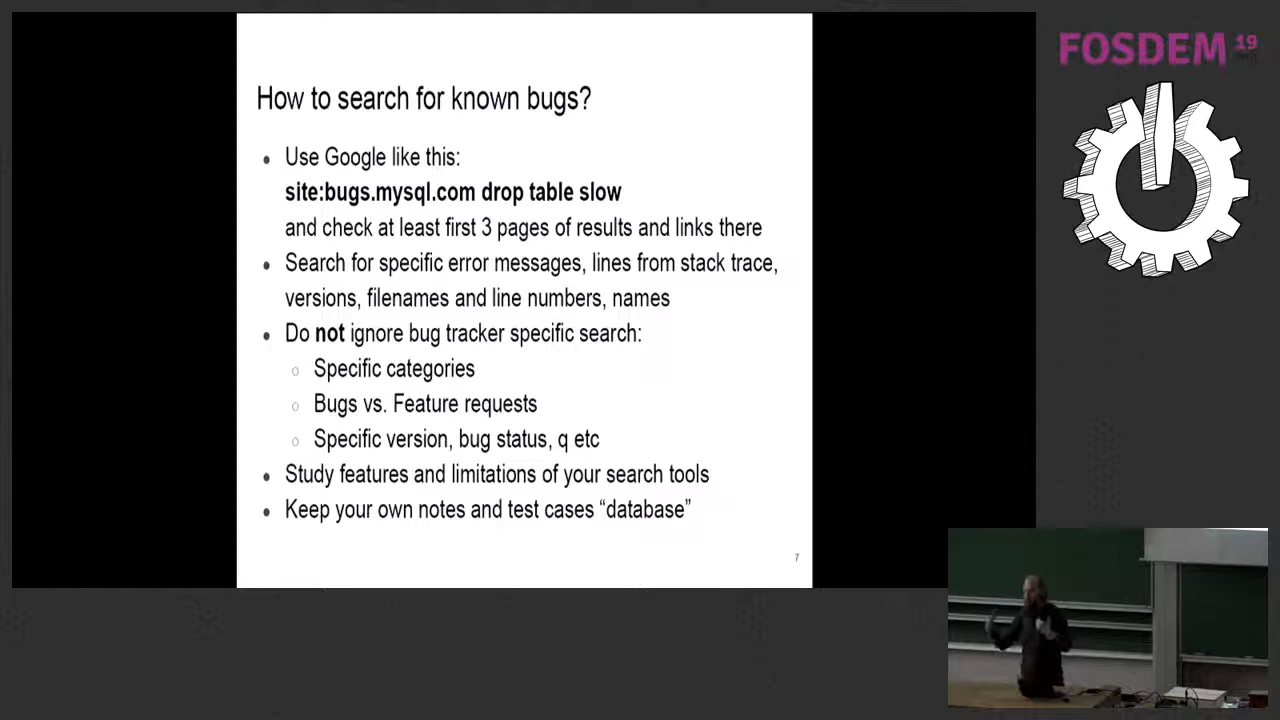 FOSDEM 19
How to search for known bugs?
• Use Google like this:
site:bugs.mysql.com drop table slow
and check at least first 3 pages of results and links there
• Search for specific error messages, lines from stack trace,
versions, filenames and line numbers, names
• Do not ignore bug tracker specific search:
o Specific categories
o Bugs vs. Feature requests
o Specific version, bug status, q etc
• Study features and limitations of your search tools
• Keep your own notes and test cases “database”
7